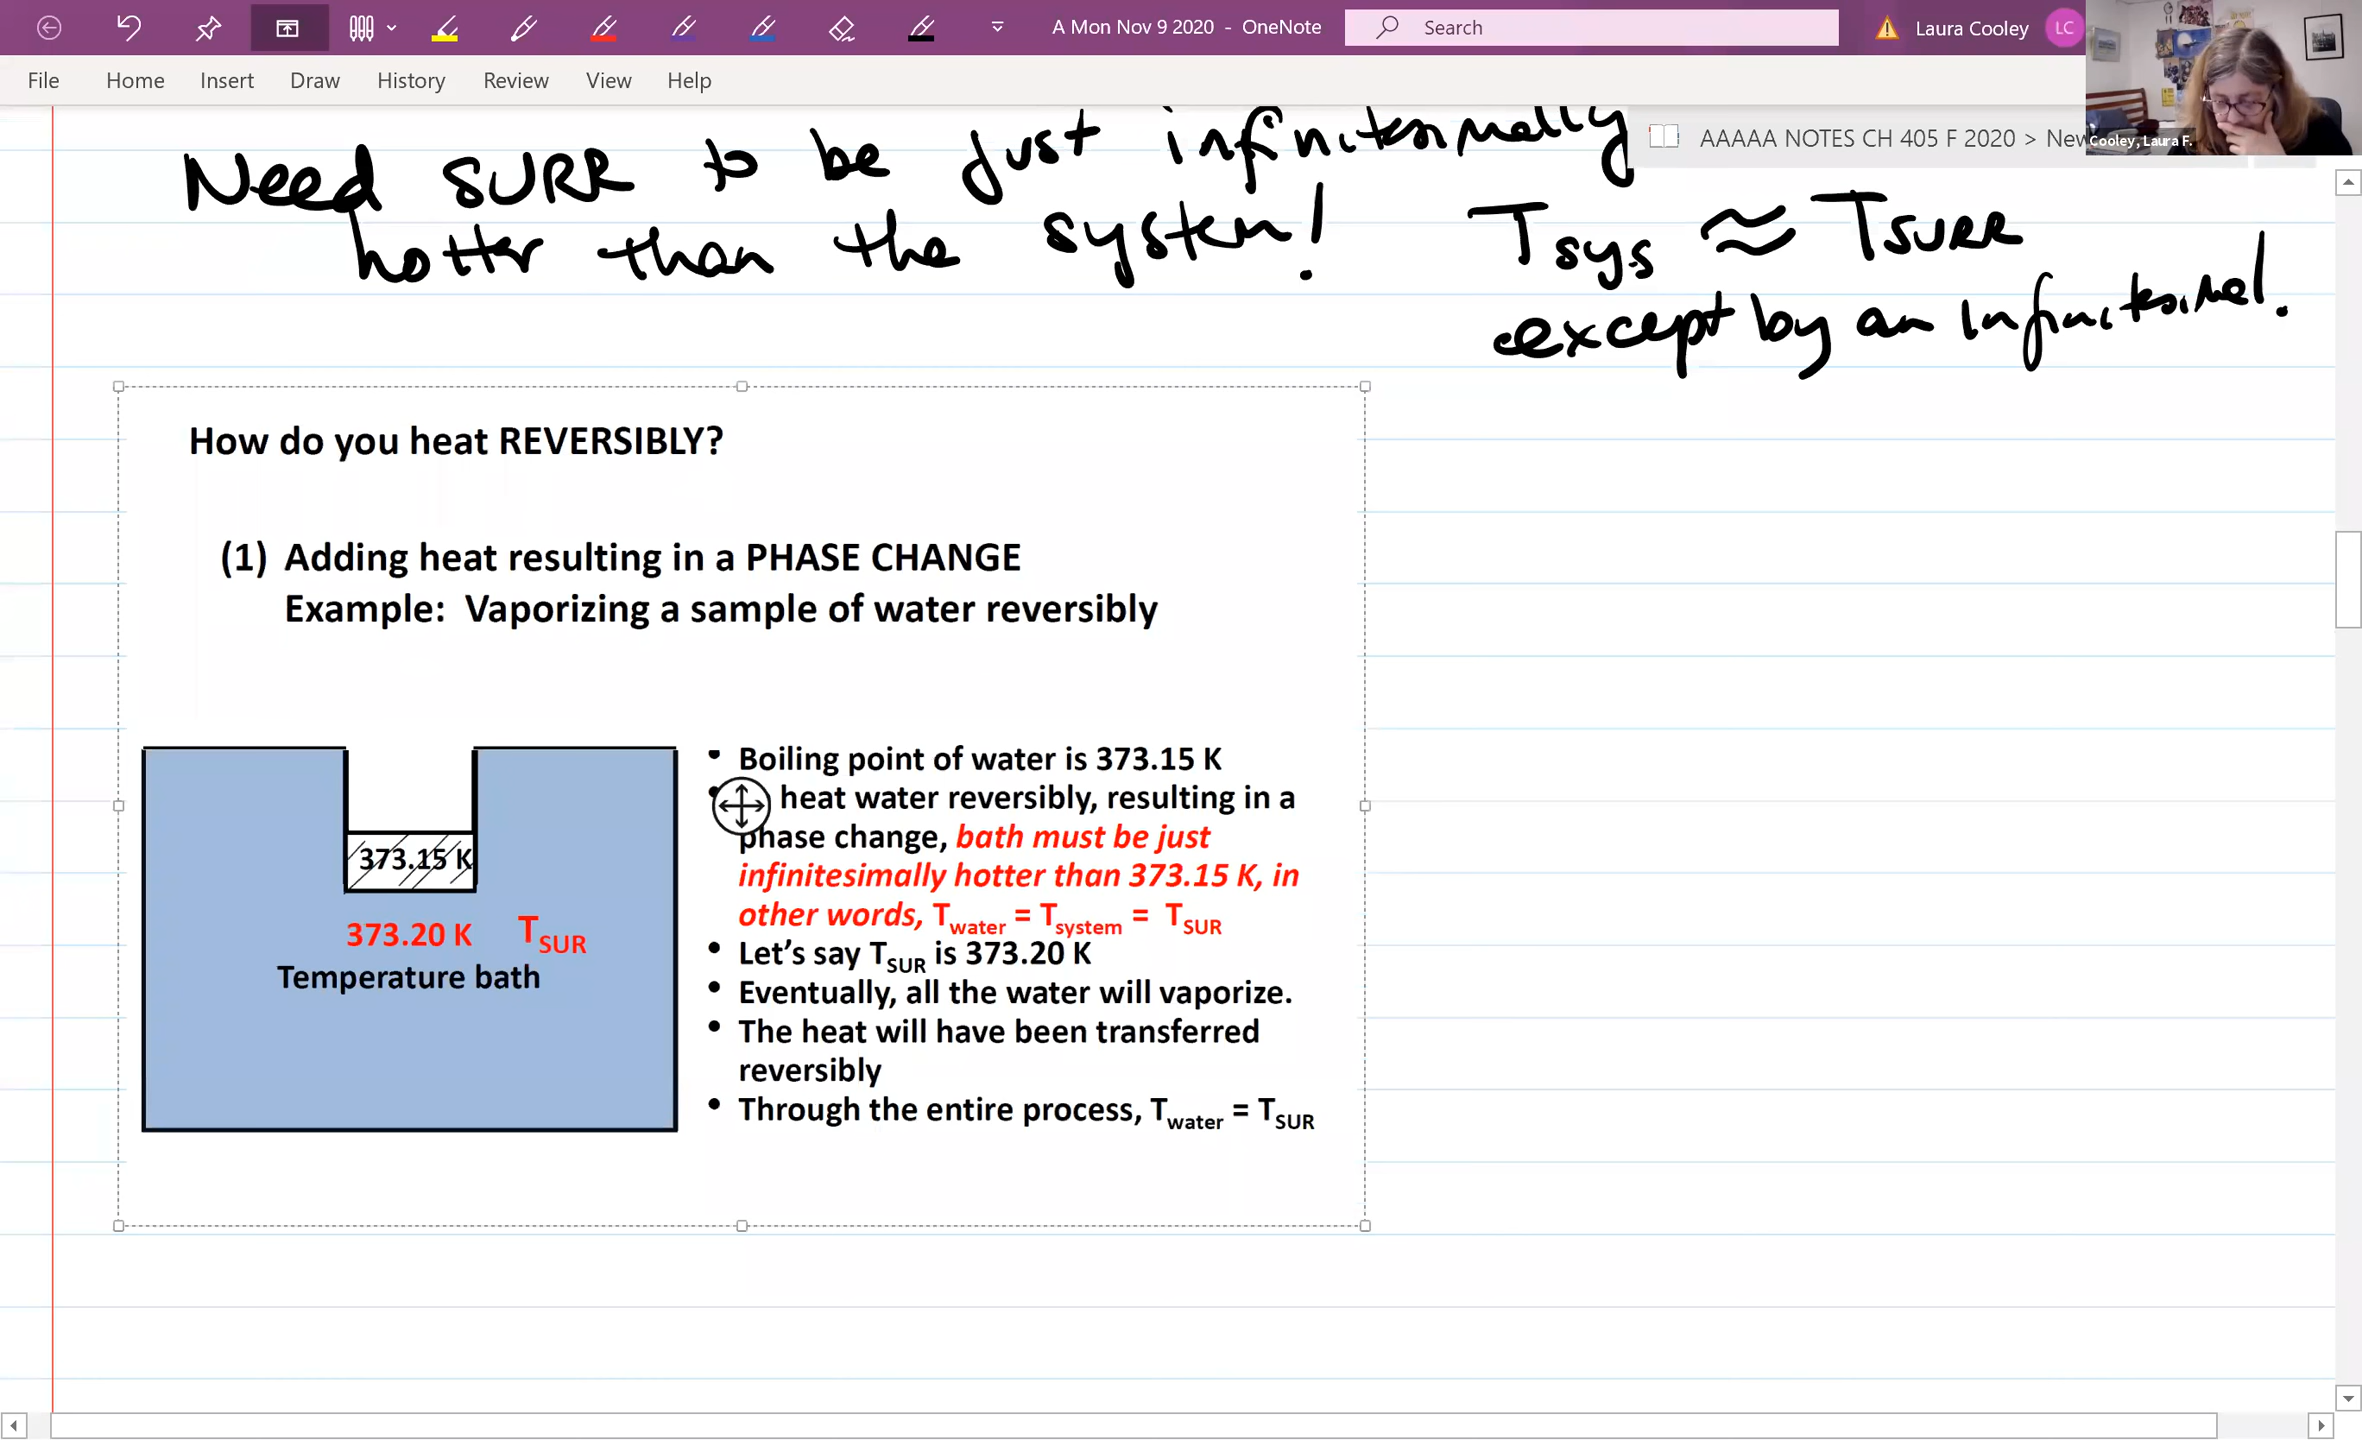 A Mon Nov 9 2020 - OneNote
Search
Laura Cooley
LC
File Home Insert Draw History Review View Help
AAAAA NOTES CH 405 F 2020 > New
Cooley, Laura F.
Need SURR to be just infinitesimally
hotter than the system!
Tsys ≈ TSURR
except by an infinitesimal.
How do you heat REVERSIBLY?
(1) Adding heat resulting in a PHASE CHANGE
Example: Vaporizing a sample of water reversibly
373.15 K
373.20 K TSUR
Temperature bath
• Boiling point of water is 373.15 K
• heat water reversibly, resulting in a
phase change, bath must be just
infinitesimally hotter than 373.15 K, in
other words, Twater = Tsystem = TSUR
• Let's say TSUR is 373.20 K
• Eventually, all the water will vaporize.
• The heat will have been transferred
reversibly
• Through the entire process, Twater = TSUR